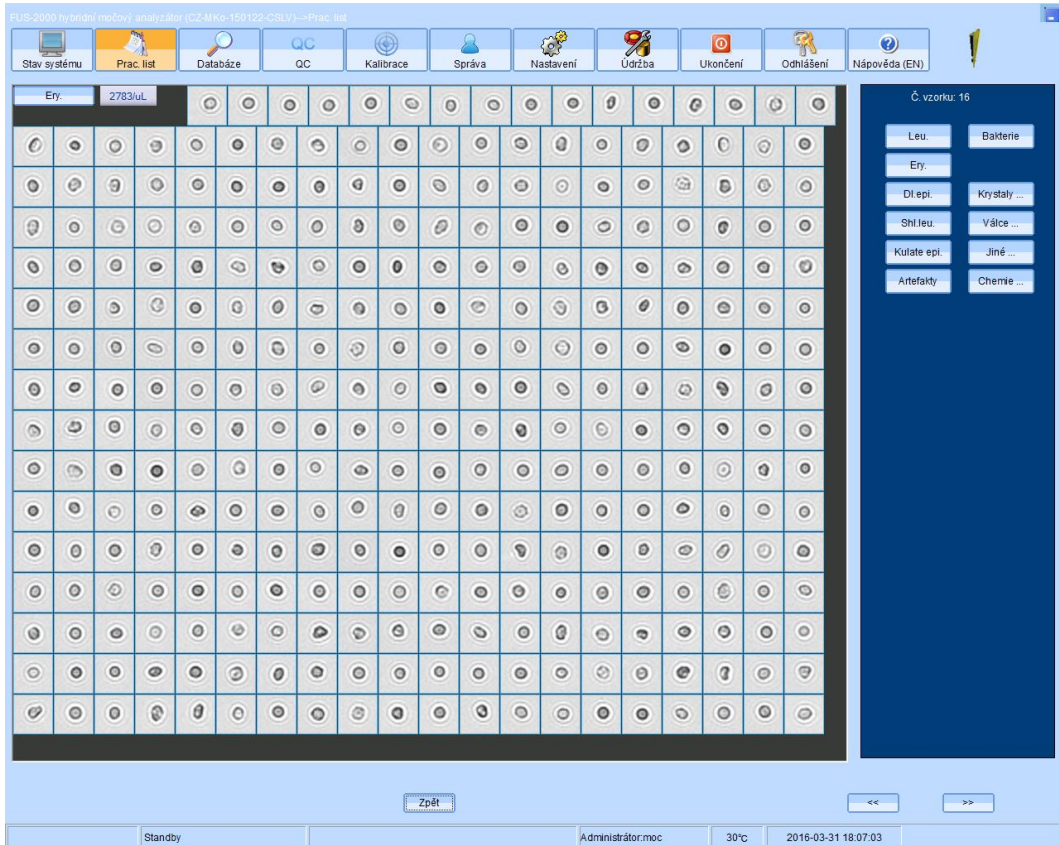 FUS-2000 hybridní močový analyzátor (CZ-MKo-150122-CSLV)-->Prac. list
QC
Stav systému Prac. list Databáze QC Kalibrace Správa Nastavení Údržba Ukončení Odhlášení Nápověda (EN)
Ery. 2783/uL
Č. vzorku: 16
Leu. Bakterie
Ery.
Dl.epi. Krystaly ...
Shl.leu. Válce ...
Kulate epi. Jiné ...
Artefakty Chemie ...
Zpět << >>
Standby Administrátor:moc 30°C 2016-03-31 18:07:03